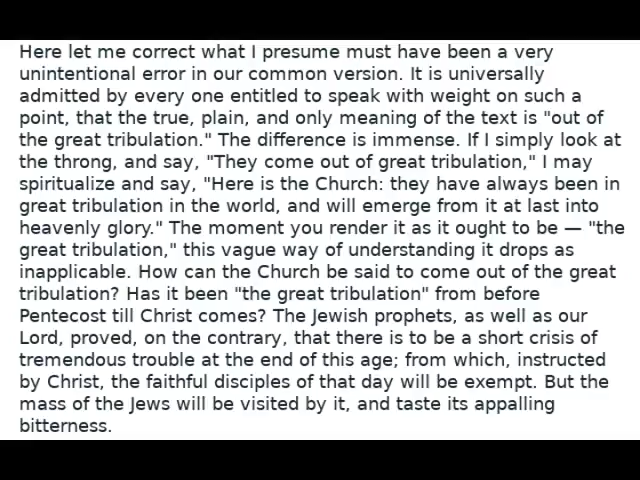 Here let me correct what I presume must have been a very
unintentional error in our common version. It is universally
admitted by every one entitled to speak with weight on such a
point, that the true, plain, and only meaning of the text is "out of
the great tribulation." The difference is immense. If I simply look at
the throng, and say, "They come out of great tribulation," I may
spiritualize and say, "Here is the Church: they have always been in
great tribulation in the world, and will emerge from it at last into
heavenly glory." The moment you render it as it ought to be — "the
great tribulation," this vague way of understanding it drops as
inapplicable. How can the Church be said to come out of the great
tribulation? Has it been "the great tribulation" from before
Pentecost till Christ comes? The Jewish prophets, as well as our
Lord, proved, on the contrary, that there is to be a short crisis of
tremendous trouble at the end of this age; from which, instructed
by Christ, the faithful disciples of that day will be exempt. But the
mass of the Jews will be visited by it, and taste its appalling
bitterness.